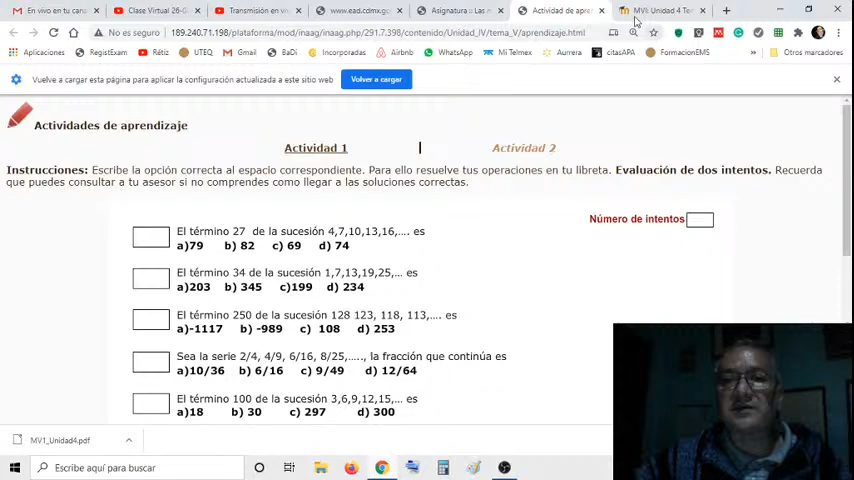 En vivo en tu cana
Clase Virtual 26-G
Transmisión en viv
www.ead.cdmx.go
Asignatura :: Las m
Actividad de apre
MVI: Unidad 4 Te
No es seguro
189.240.71.198/plataforma/modulo/inaag/inaag.php/291.7.398/contenido/Unidad_IV/tema_V/aprendizaje.html
Aplicaciones
Rétiz
UTEQ
Gmail
BaDi
Incorporadas
Airbnb
WhatsApp
Mi Telmex
Aurrera
citasAPA
FormacionEMS
Otros marcadores
Vuelve a cargar esta página para aplicar la configuración actualizada a este sitio web
Volver a cargar
Actividades de aprendizaje
Actividad 1
Actividad 2
Instrucciones: Escribe la opción correcta al espacio correspondiente. Para ello resuelve tus operaciones en tu libreta. Evaluación de dos intentos. Recuerda
que puedes consultar a tu asesor si no comprendes como llegar a las soluciones correctas.
Número de intentos
El término 27 de la sucesión 4,7,10,13,16,.... es
a)79 b) 82 c) 69 d) 74
El término 34 de la sucesión 1,7,13,19,25,... es
a)203 b) 345 c)199 d) 234
El término 250 de la sucesión 128 123, 118, 113,.... es
a)-1117 b) -989 c) 108 d) 253
Sea la serie 2/4, 4/9, 6/16, 8/25,....., la fracción que continúa es
a)10/36 b) 6/16 c) 9/49 d) 12/64
El término 100 de la sucesión 3,6,9,12,15,... es
a)18 b) 30 c) 297 d) 300
MV1_Unidad4.pdf
Escribe aquí para buscar